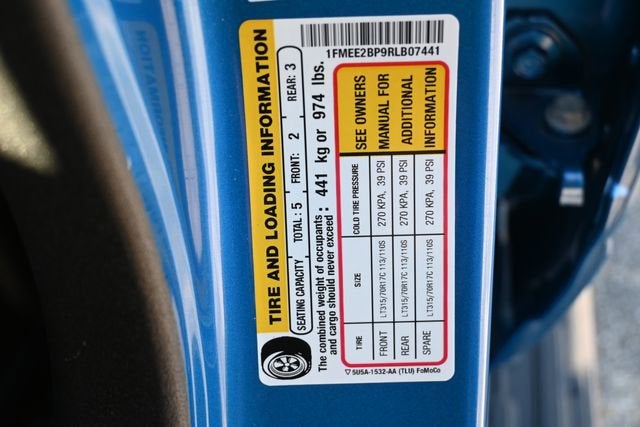 TIRE AND LOADING INFORMATION
SEATING CAPACITY TOTAL : 5 FRONT: 2 REAR: 3
The combined weight of occupants and cargo should never exceed : 441 kg or 974 lbs.
TIRE SIZE COLD TIRE PRESSURE SEE OWNERS
FRONT LT315/70R17C 113/110S 270 KPA, 39 PSI MANUAL FOR
REAR LT315/70R17C 113/110S 270 KPA, 39 PSI ADDITIONAL
SPARE LT315/70R17C 113/110S 270 KPA, 39 PSI INFORMATION
5U5A-1532-AA (TLU) FoMoCo
1FMEE2BP9RLB07441